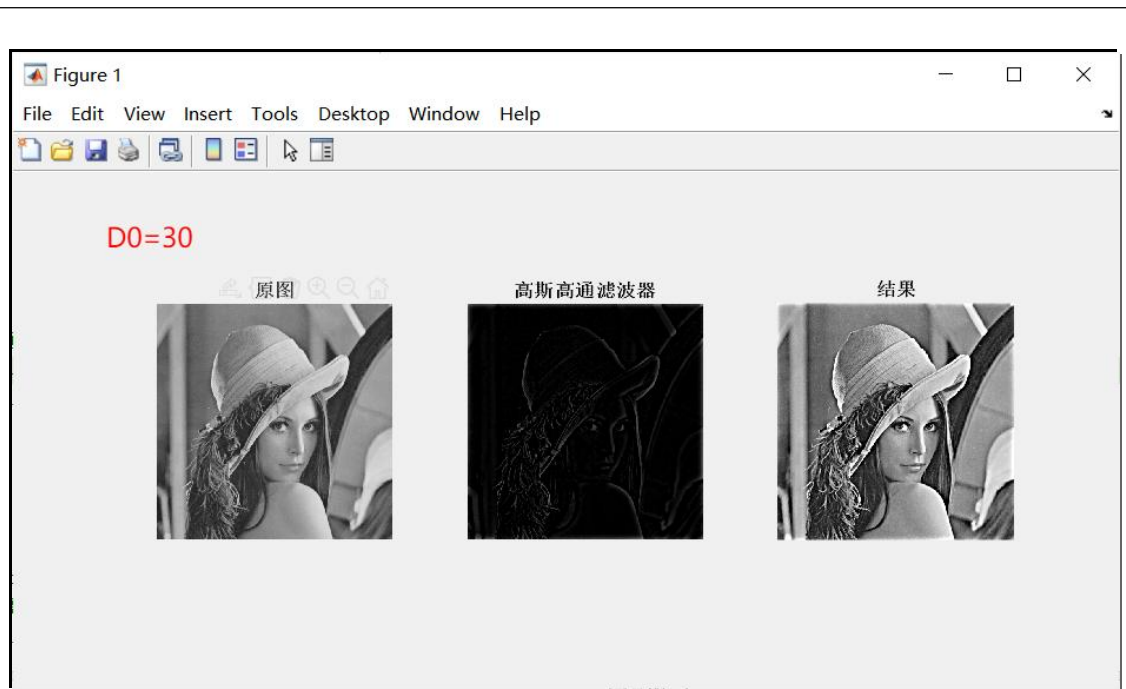 Figure 1
File Edit View Insert Tools Desktop Window Help
D0=30
原图 高斯高通滤波器 结果